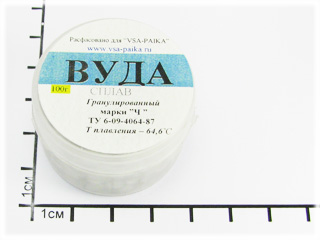 Расфасовано для "VSA-PAIKA"
www.vsa-paika.ru
ВУДА
100г.
СПЛАВ
Гранулированный
марки "Ч"
ТУ 6-09-4064-87
Т плавления – 64,6°С
1см
1см